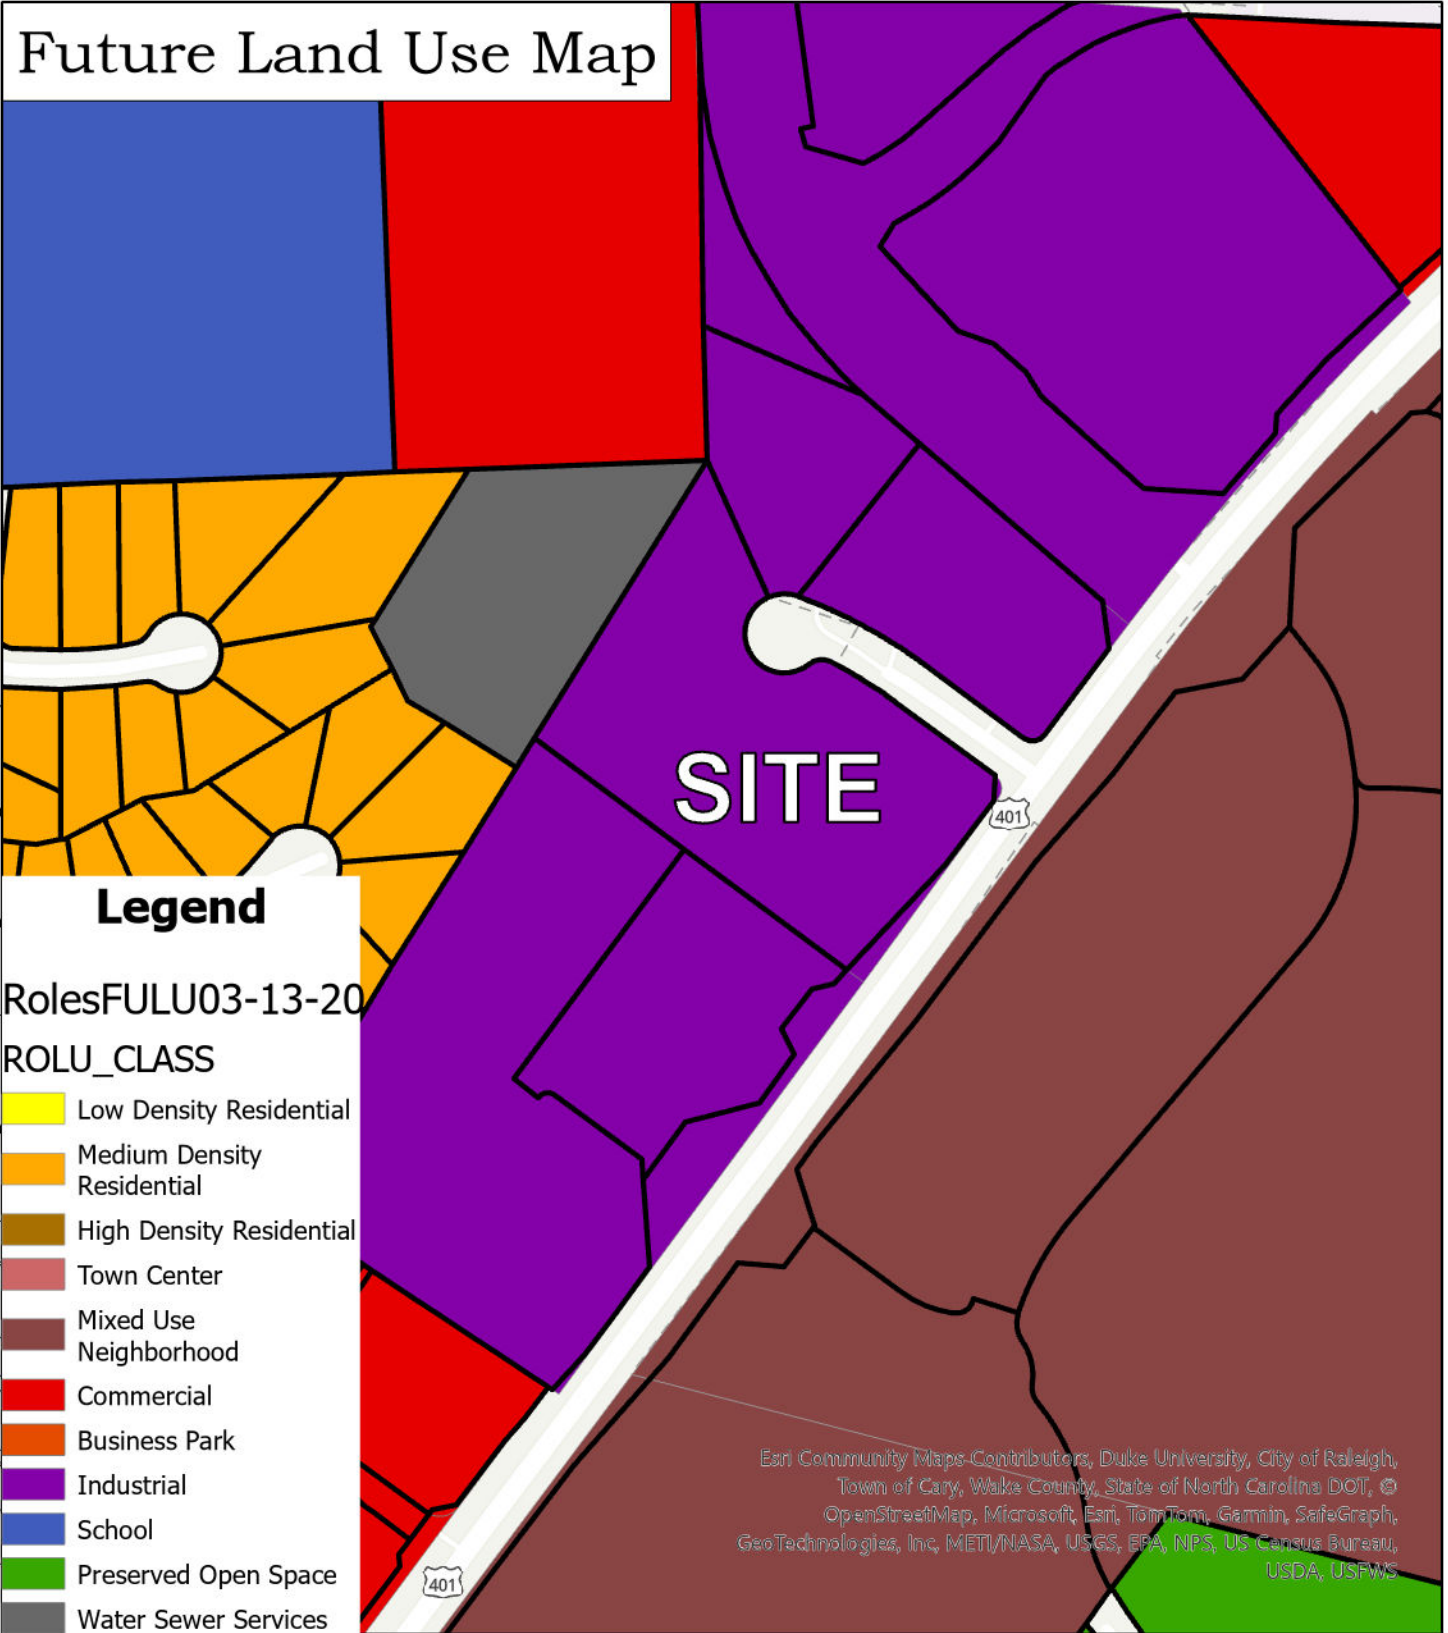 Future Land Use Map
SITE
401
Legend
RolesFULU03-13-20
ROLU_CLASS
Low Density Residential
Medium Density
Residential
High Density Residential
Town Center
Mixed Use
Neighborhood
Commercial
Business Park
Industrial
School
Preserved Open Space
Water Sewer Services
401
Esri Community Maps Contributors, Duke University, City of Raleigh,
Town of Cary, Wake County, State of North Carolina DOT, ©
OpenStreetMap, Microsoft, Esri, TomTom, Garmin, SafeGraph,
GeoTechnologies, Inc, METI/NASA, USGS, EPA, NPS, US Census Bureau,
USDA, USFWS